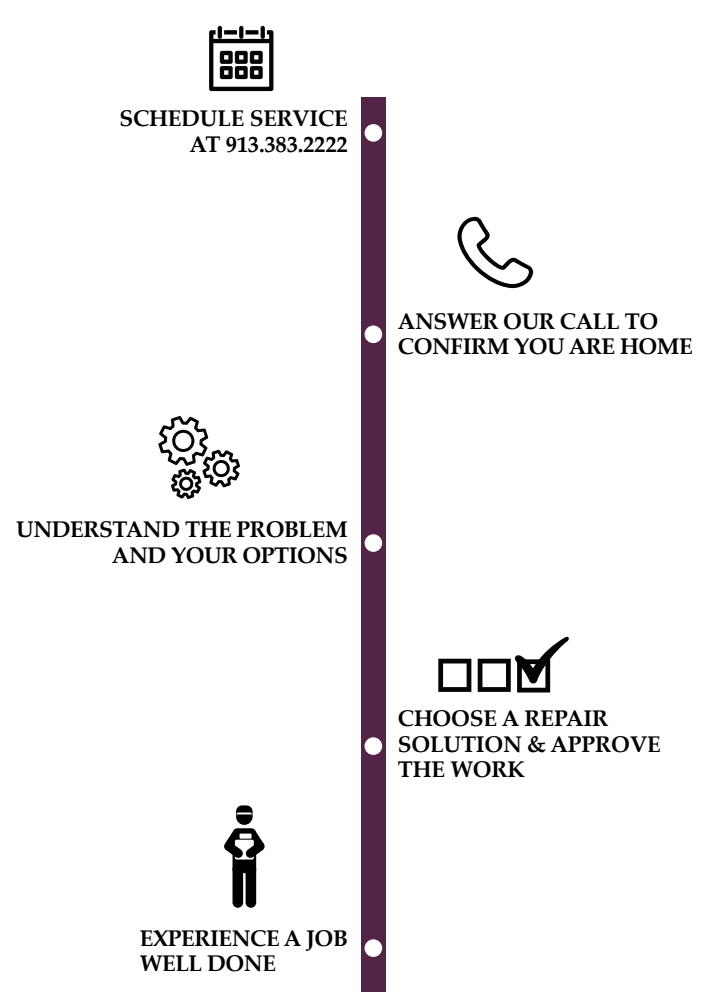 SCHEDULE SERVICE
AT 913.383.2222
ANSWER OUR CALL TO
CONFIRM YOU ARE HOME
UNDERSTAND THE PROBLEM
AND YOUR OPTIONS
CHOOSE A REPAIR
SOLUTION & APPROVE
THE WORK
EXPERIENCE A JOB
WELL DONE